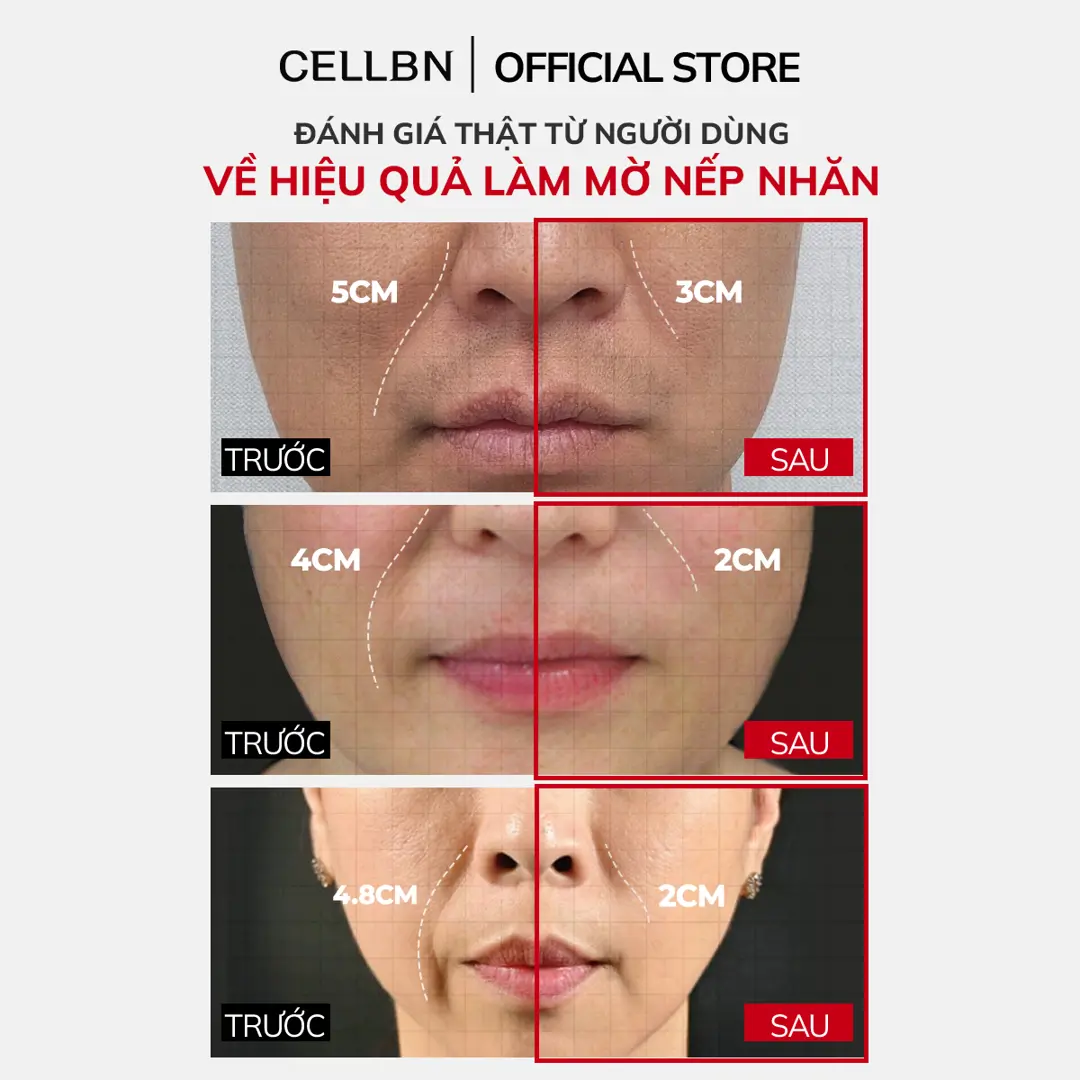 CELLBN | OFFICIAL STORE
ĐÁNH GIÁ THẬT TỪ NGƯỜI DÙNG
VỀ HIỆU QUẢ LÀM MỜ NẾP NHĂN
5CM
3CM
TRƯỚC
SAU
4CM
2CM
TRƯỚC
SAU
4.8CM
2CM
TRƯỚC
SAU